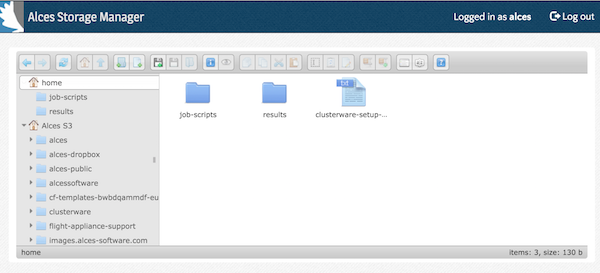 Alces Storage Manager
Logged in as alces
Log out
home
job-scripts
results
Alces S3
alces
alces-dropbox
alces-public
alcessoftware
cf-templates-bwbdqammdf-eu
clusterware
flight-appliance-support
images.alces-software.com
job-scripts
results
txt
clusterware-setup-...
home
items: 3, size: 130 b